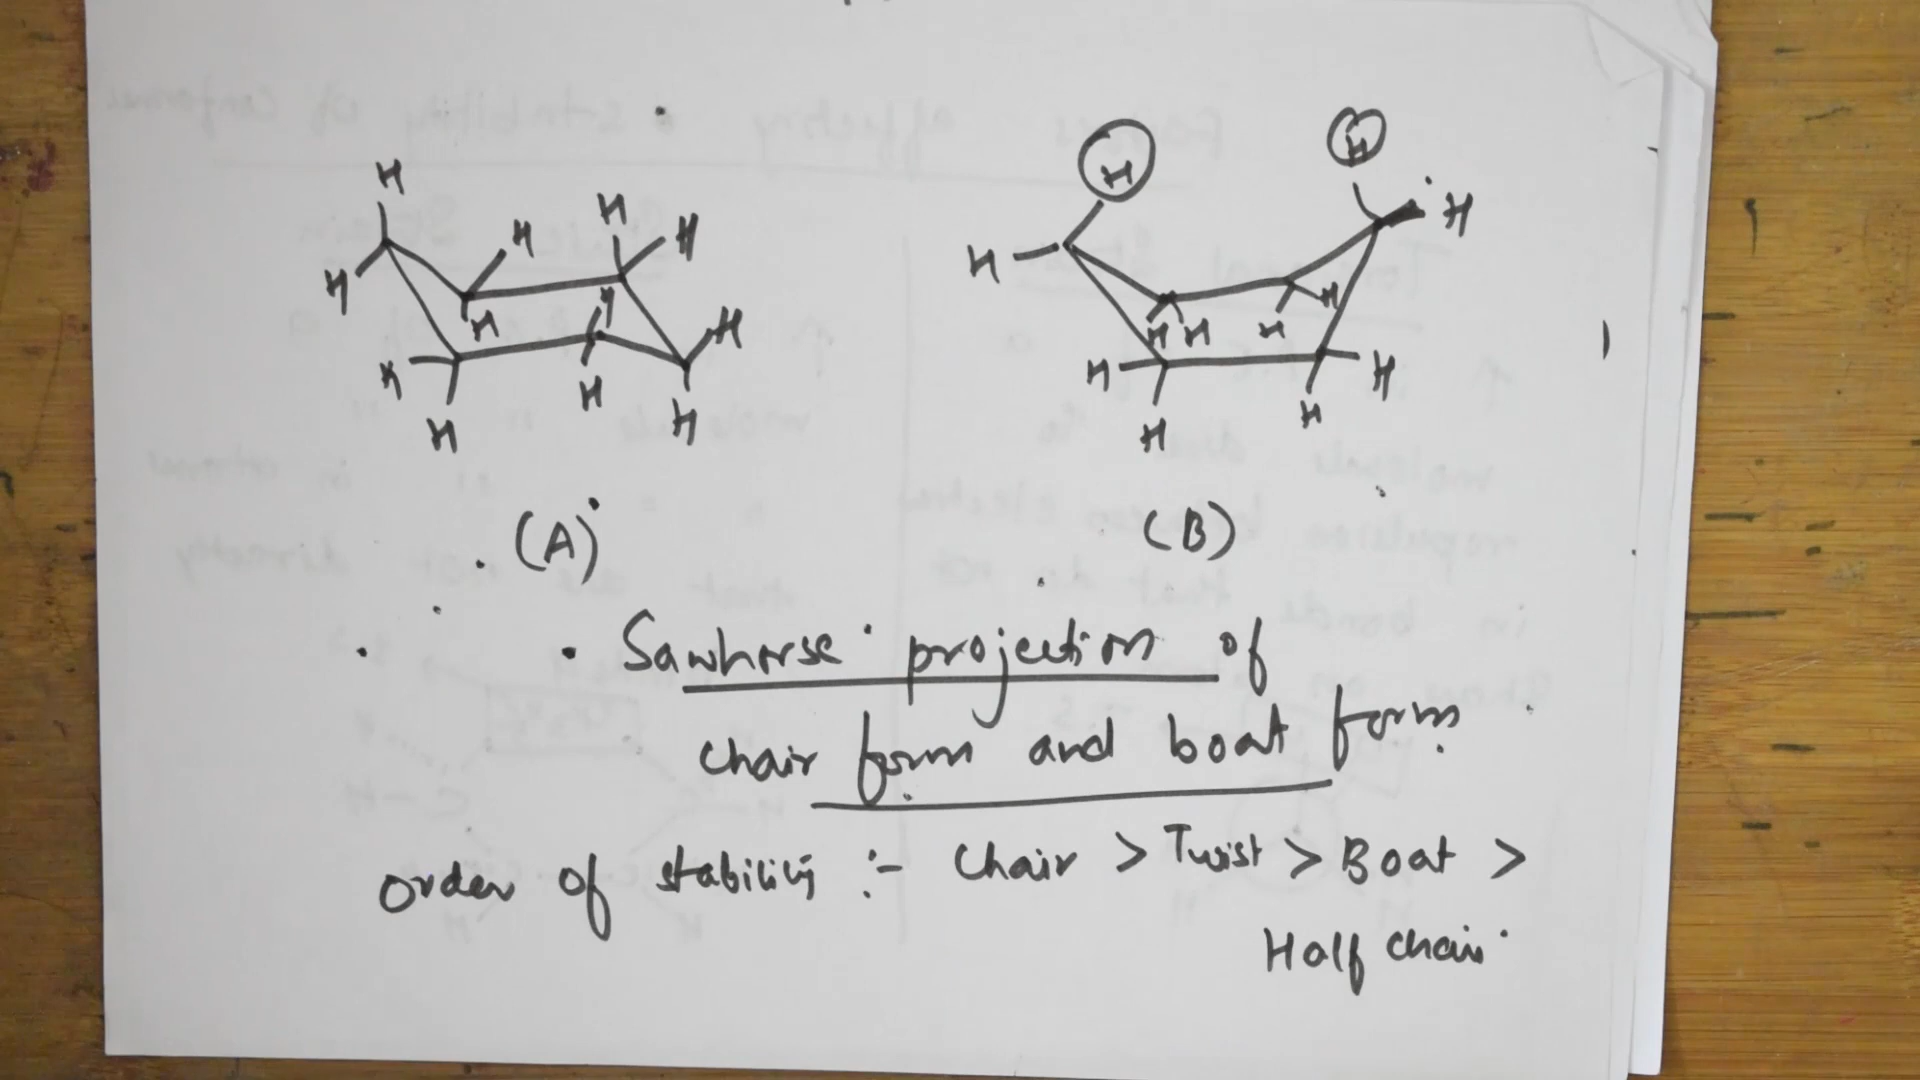 H
H H H
H H
H H H
H H
H H
H H
H H
H H H H
H H
H H
(A) (B)
Sawhorse projection of
chair form and boat form
order of stability :- Chair > Twist > Boat >
Half chair